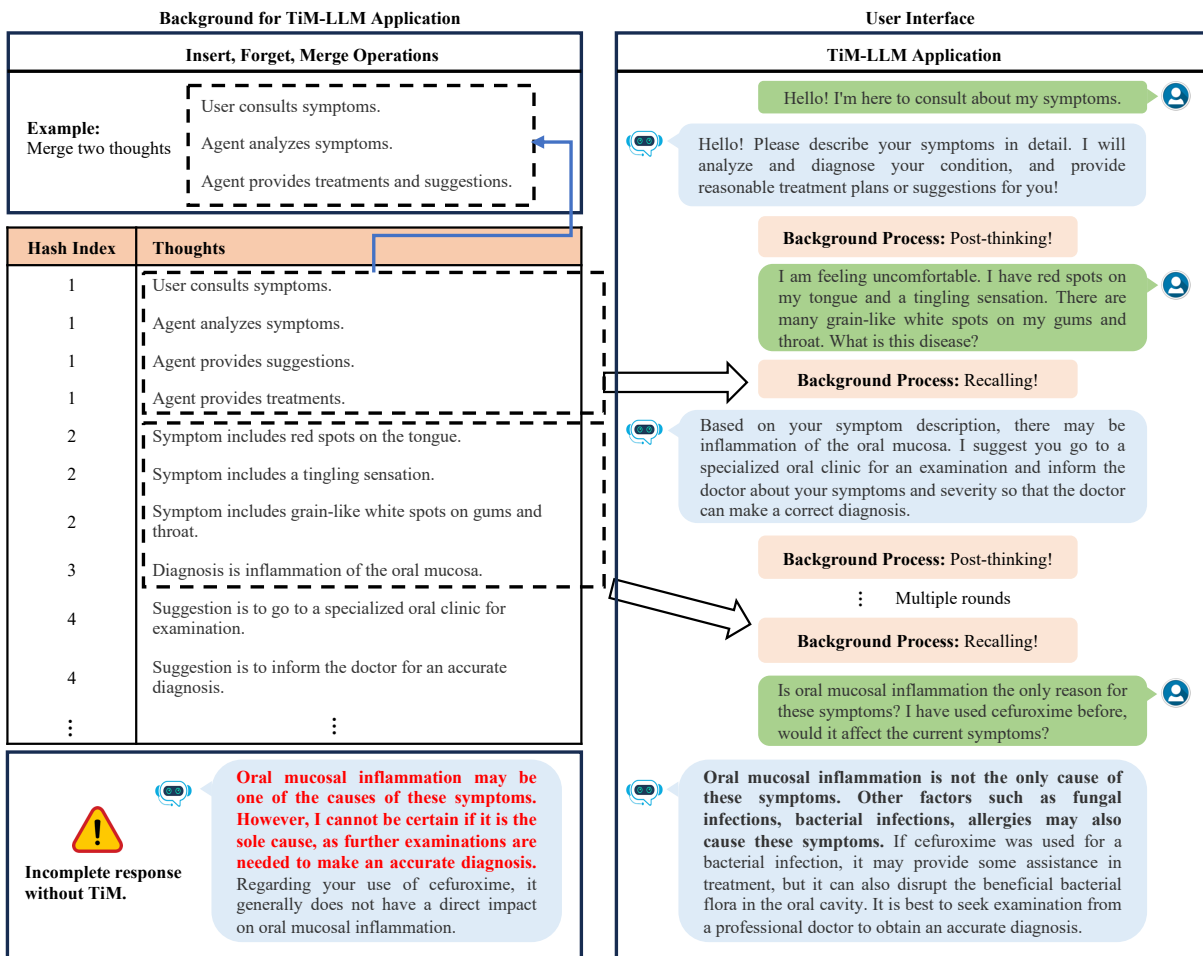 Background for TiM-LLM Application
Insert, Forget, Merge Operations
Example:
Merge two thoughts
User consults symptoms.
Agent analyzes symptoms.
Agent provides treatments and suggestions.
Hash Index Thoughts
1 User consults symptoms.
1 Agent analyzes symptoms.
1 Agent provides suggestions.
1 Agent provides treatments.
2 Symptom includes red spots on the tongue.
2 Symptom includes a tingling sensation.
2 Symptom includes grain-like white spots on gums and
throat.
3 Diagnosis is inflammation of the oral mucosa.
4 Suggestion is to go to a specialized oral clinic for
examination.
4 Suggestion is to inform the doctor for an accurate
diagnosis.
⋮ ⋮
Incomplete response
without TiM.
Oral mucosal inflammation may be
one of the causes of these symptoms.
However, I cannot be certain if it is the
sole cause, as further examinations are
needed to make an accurate diagnosis.
Regarding your use of cefuroxime, it
generally does not have a direct impact
on oral mucosal inflammation.
User Interface
TiM-LLM Application
Hello! I'm here to consult about my symptoms.
Hello! Please describe your symptoms in detail. I will
analyze and diagnose your condition, and provide
reasonable treatment plans or suggestions for you!
Background Process: Post-thinking!
I am feeling uncomfortable. I have red spots on
my tongue and a tingling sensation. There are
many grain-like white spots on my gums and
throat. What is this disease?
Background Process: Recalling!
Based on your symptom description, there may be
inflammation of the oral mucosa. I suggest you go to
a specialized oral clinic for an examination and inform the
doctor about your symptoms and severity so that the doctor
can make a correct diagnosis.
Background Process: Post-thinking!
⋮ Multiple rounds
Background Process: Recalling!
Is oral mucosal inflammation the only reason for
these symptoms? I have used cefuroxime before,
would it affect the current symptoms?
Oral mucosal inflammation is not the only cause of
these symptoms. Other factors such as fungal
infections, bacterial infections, allergies may also
cause these symptoms. If cefuroxime was used for
a bacterial infection, it may provide some assistance in
treatment, but it can also disrupt the beneficial bacterial
flora in the oral cavity. It is best to seek examination from
a professional doctor to obtain an accurate diagnosis.